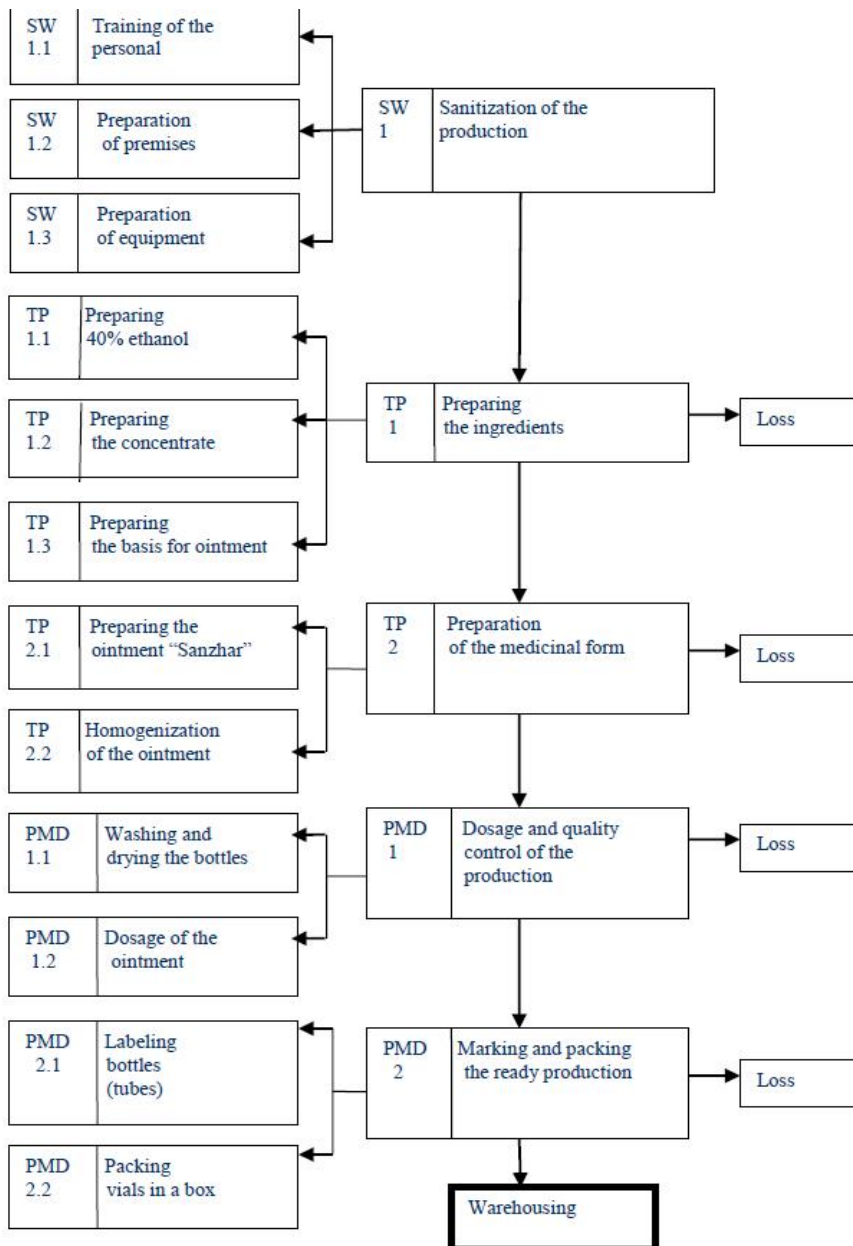 SW Training of the
1.1 personal
SW Sanitization of the
1 production
SW Preparation
1.2 of premises
SW Preparation
1.3 of equipment
TP Preparing
1.1 40% ethanol
TP Preparing
1 the ingredients
Loss
TP Preparing
1.2 the concentrate
TP Preparing
1.3 the basis for ointment
TP Preparing the
2.1 ointment “Sanzhar”
TP Preparation
2 of the medicinal form
Loss
TP Homogenization
2.2 of the ointment
PMD Washing and
1.1 drying the bottles
PMD Dosage and quality
1 control of the
production
Loss
PMD Dosage of the
1.2 ointment
PMD Labeling
2.1 bottles
(tubes)
PMD Marking and packing
2 the ready production
Loss
PMD Packing
2.2 vials in a box
Warehousing